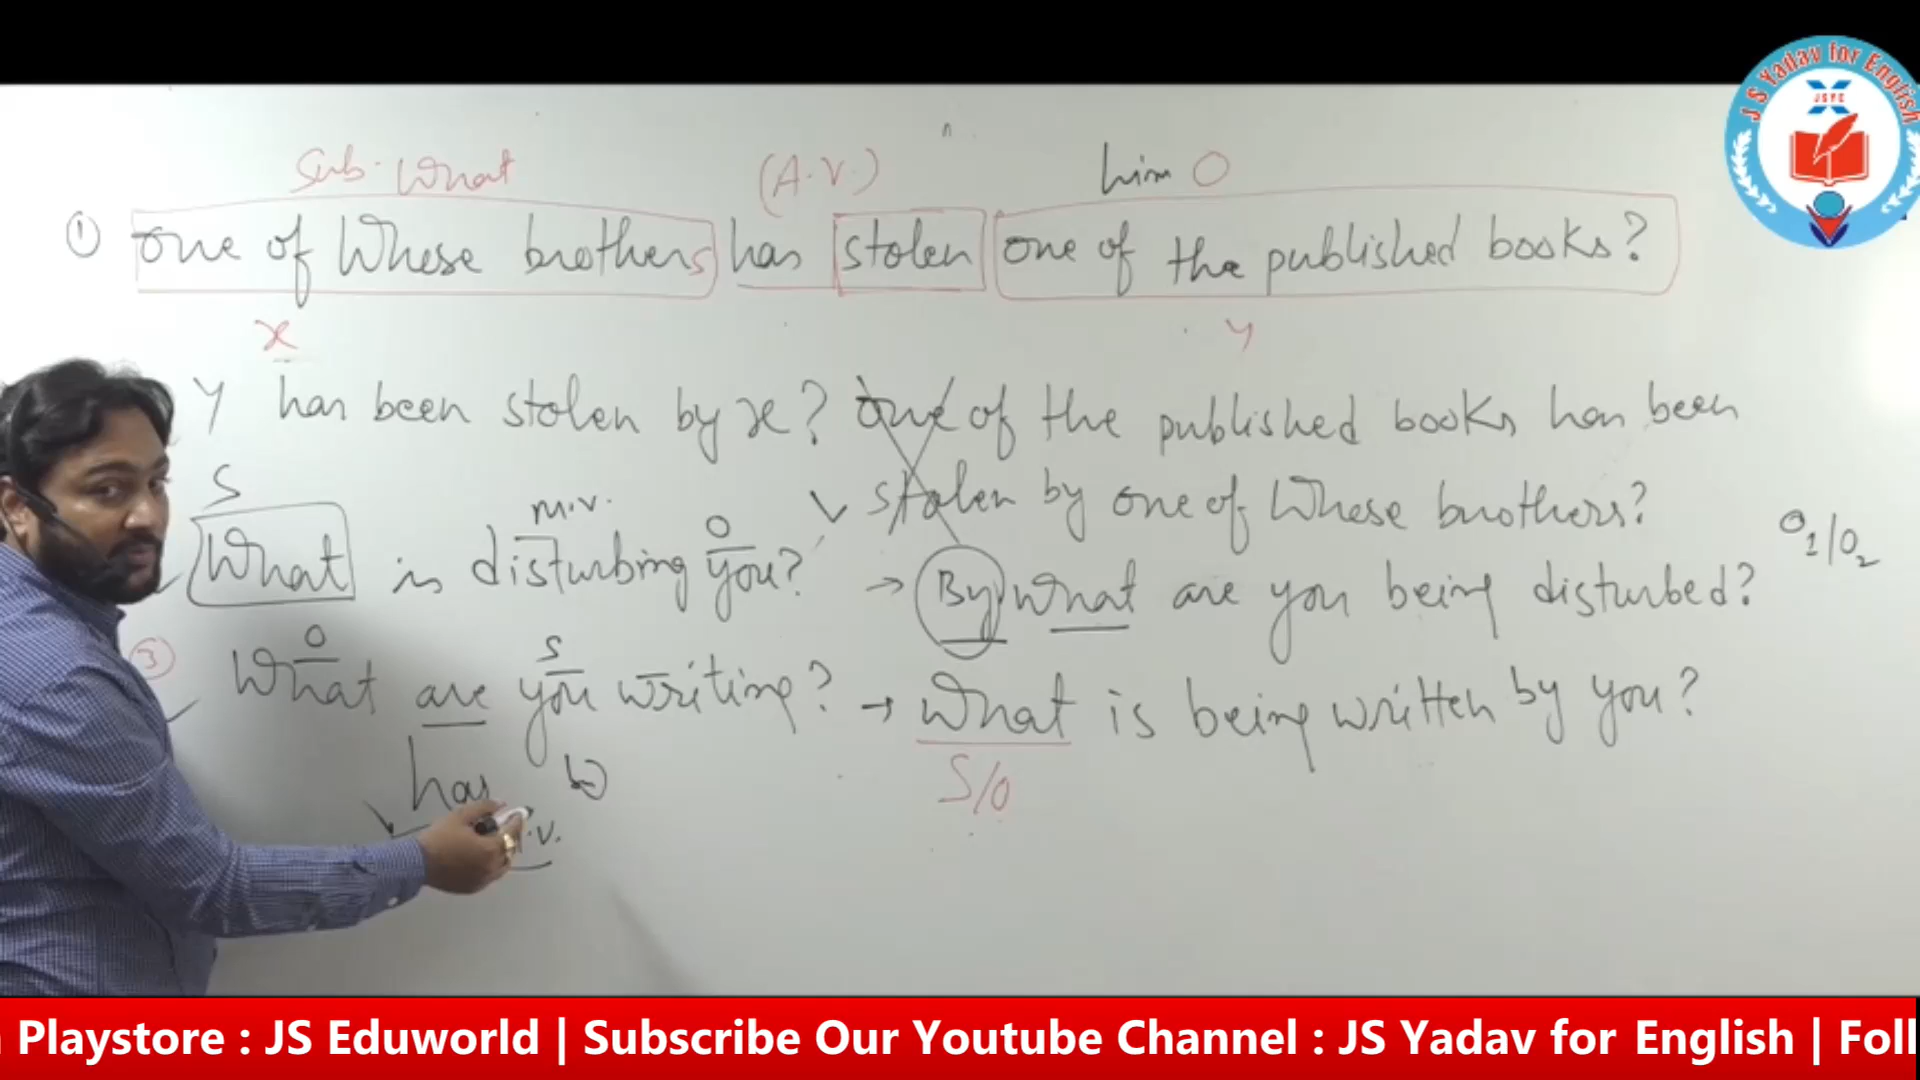 J S Yadav for English
JSYE
Sub. What (A.V.) him O
① one of Whose brothers has stolen one of the published books?
x y
Y has been stolen by x? one of the published books has been
stolen by one of Whose brothers?
S m.v. O
What is disturbing you? → By what are you being disturbed? O1/O2
③ O S
What are you writing? → What is being written by you?
has S/O
.v.
Playstore : JS Eduworld | Subscribe Our Youtube Channel : JS Yadav for English | Foll